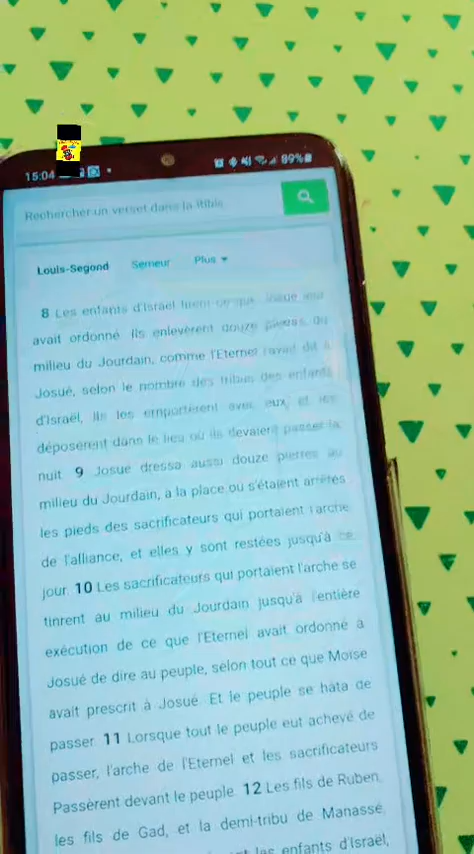 15:04
89%
Rechercher un verset dans la Bible
Louis-Segond Semeur Plus
8 Les enfants d'Israël firent ce que Josué leur
avait ordonné. Ils enlevèrent douze pierres du
milieu du Jourdain, comme l'Eternel l'avait dit à
Josué, selon le nombre des tribus des enfants
d'Israël, ils les emportèrent avec eux, et les
déposèrent dans le lieu où ils devaient passer la
nuit. 9 Josué dressa aussi douze pierres au
milieu du Jourdain, à la place où s'étaient arrêtés
les pieds des sacrificateurs qui portaient l'arche
de l'alliance, et elles y sont restées jusqu'à ce
jour. 10 Les sacrificateurs qui portaient l'arche se
tinrent au milieu du Jourdain jusqu'à l'entière
exécution de ce que l'Eternel avait ordonné à
Josué de dire au peuple, selon tout ce que Moïse
avait prescrit à Josué. Et le peuple se hâta de
passer. 11 Lorsque tout le peuple eut achevé de
passer, l'arche de l'Eternel et les sacrificateurs
Passèrent devant le peuple. 12 Les fils de Ruben,
les fils de Gad, et la demi-tribu de Manassé
les enfants d'Israël,